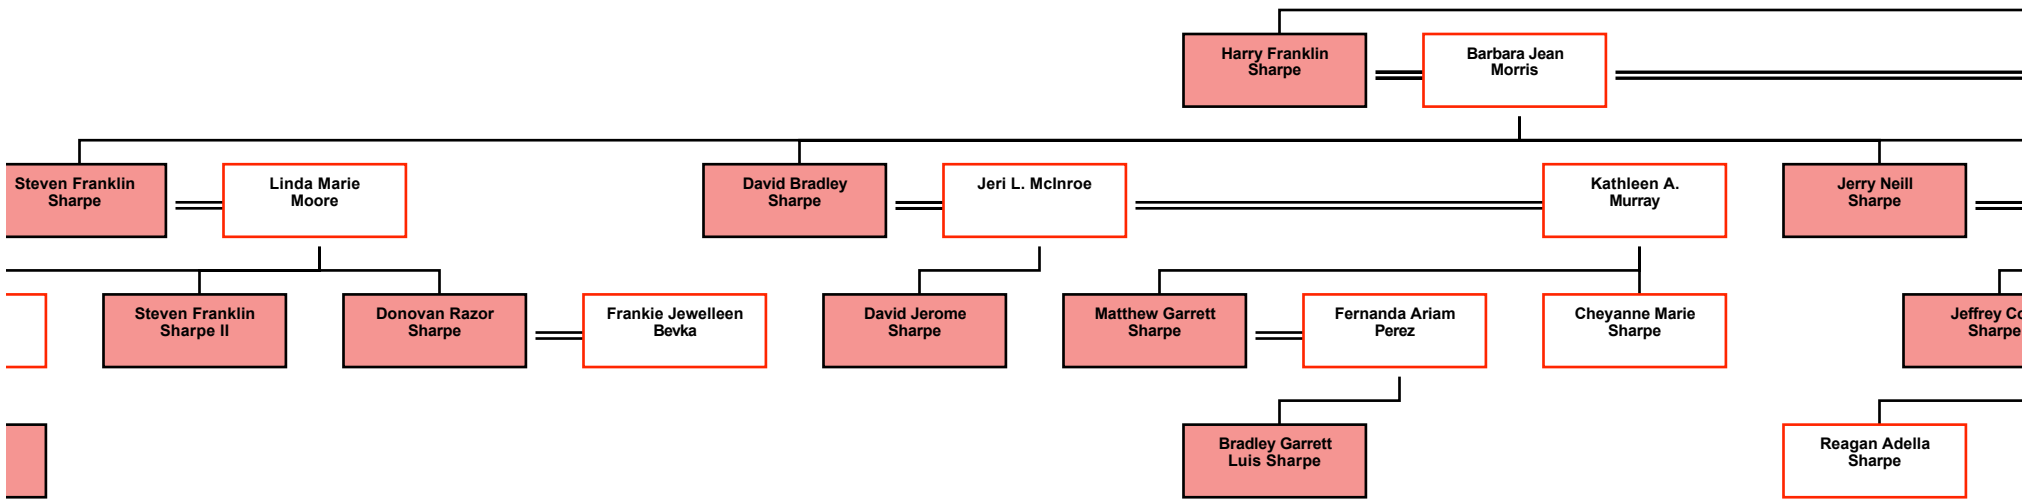 Harry Franklin
Sharpe
Barbara Jean
Morris
Steven Franklin
Sharpe
Linda Marie
Moore
David Bradley
Sharpe
Jeri L. McInroe
Kathleen A.
Murray
Jerry Neill
Sharpe
Steven Franklin
Sharpe II
Donovan Razor
Sharpe
Frankie Jewelleen
Bevka
David Jerome
Sharpe
Matthew Garrett
Sharpe
Fernanda Ariam
Perez
Cheyanne Marie
Sharpe
Jeffrey
Sharpe
Bradley Garrett
Luis Sharpe
Reagan Adella
Sharpe